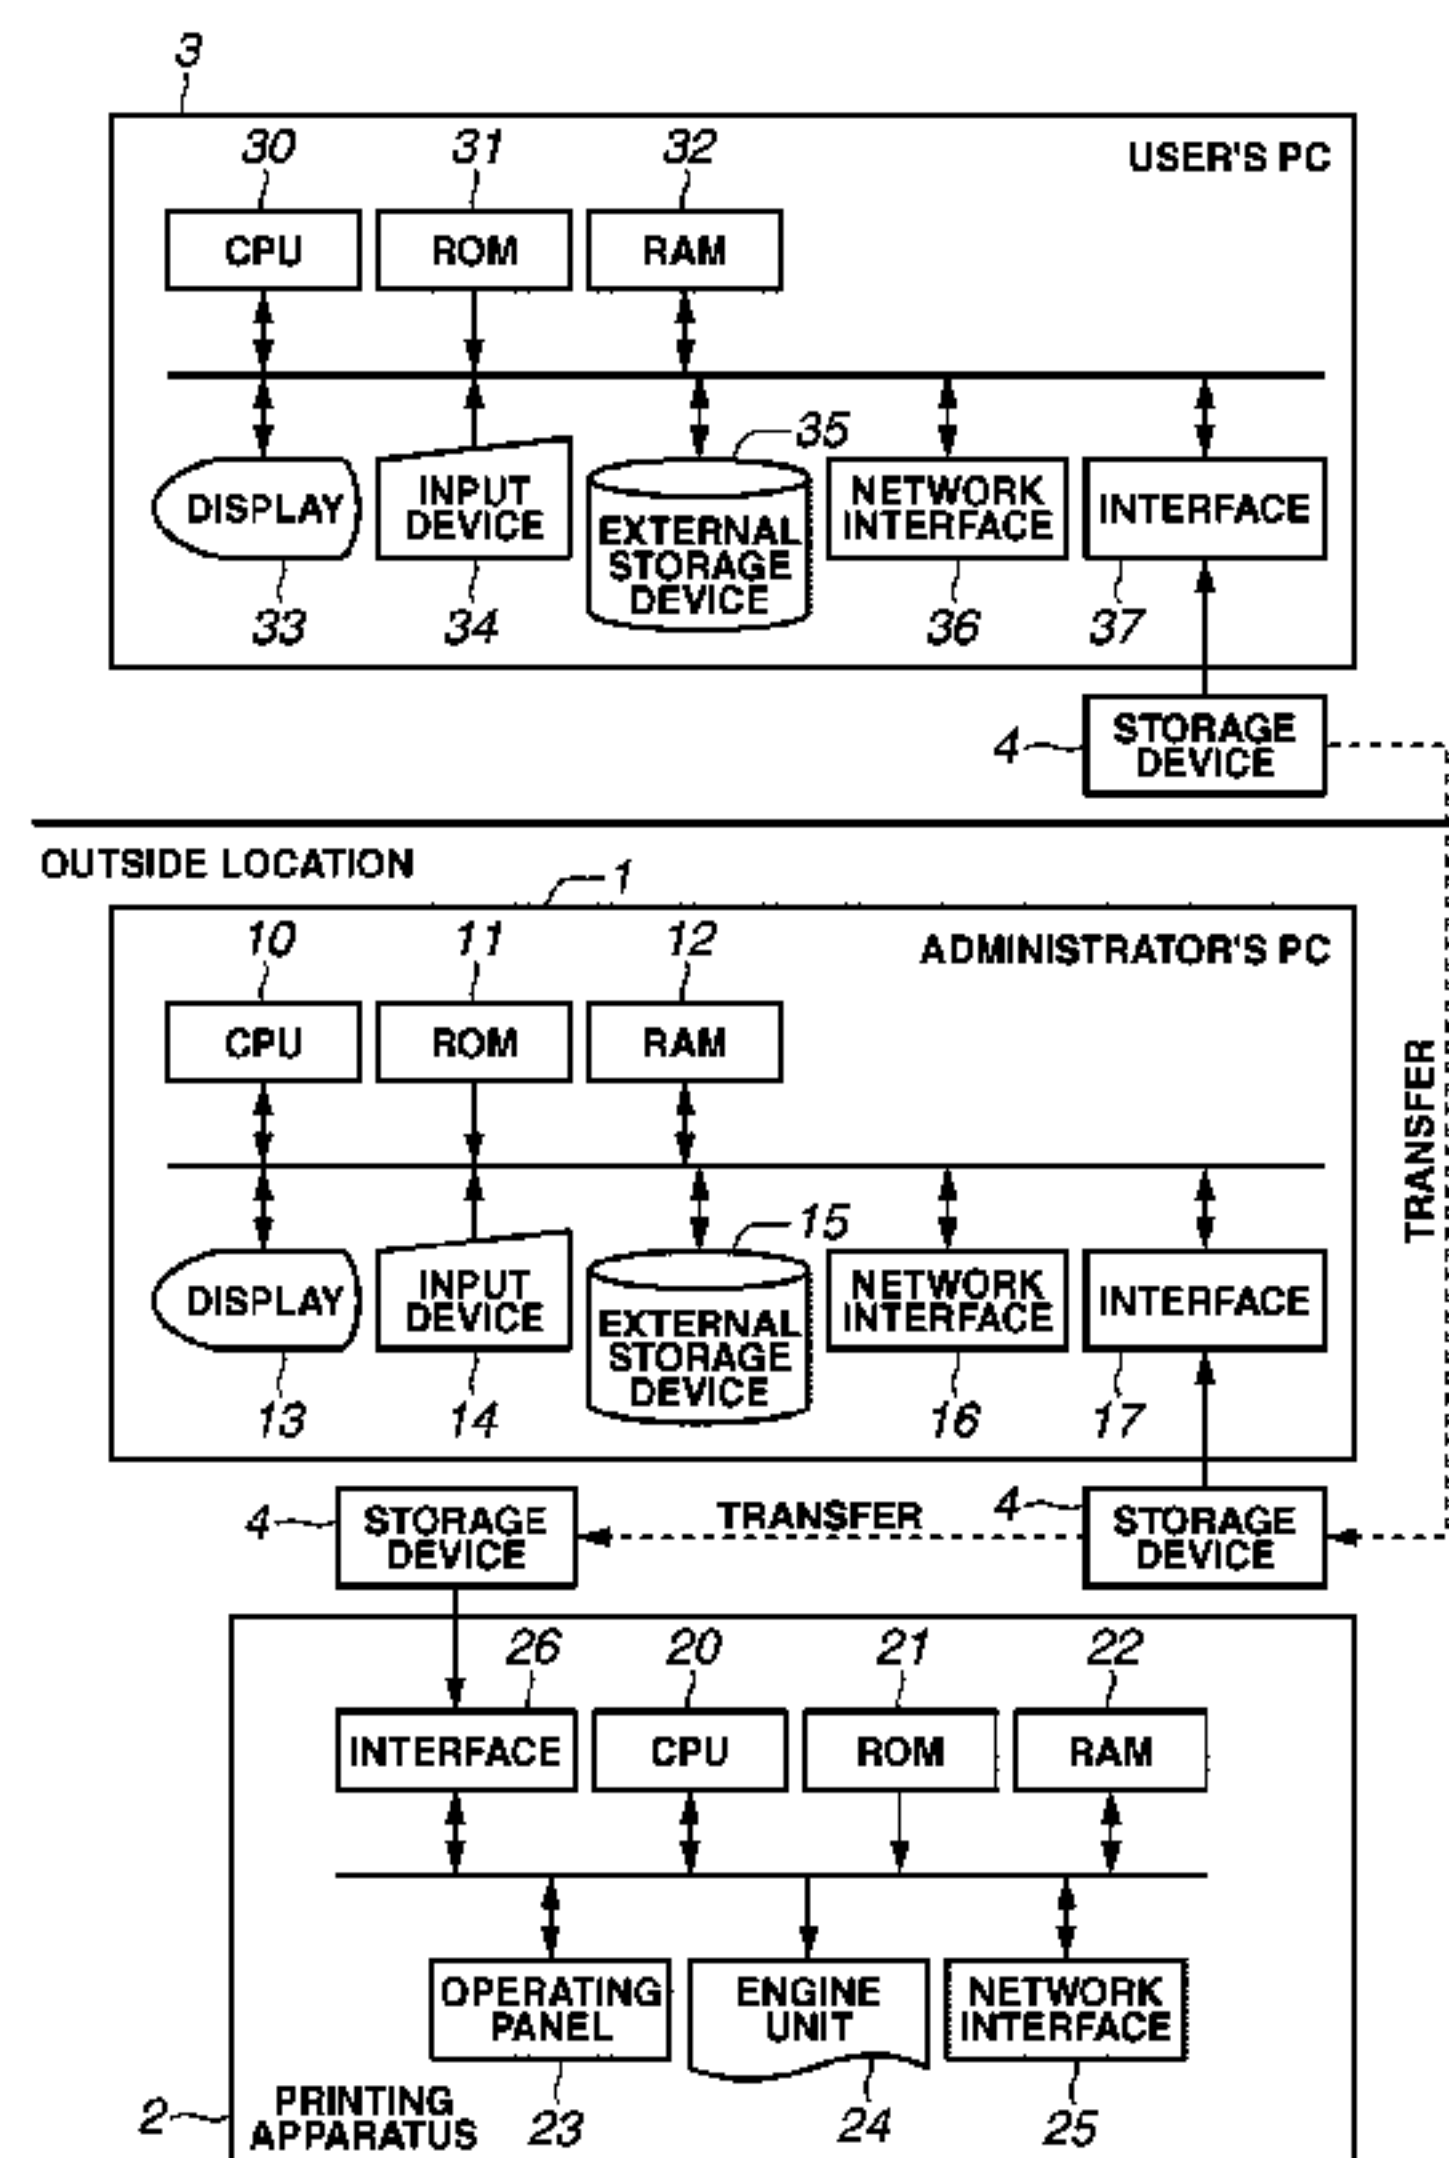 3
30 31 32
USER'S PC
CPU ROM RAM
35
DISPLAY
INPUT
DEVICE
EXTERNAL
STORAGE
DEVICE
NETWORK
INTERFACE
INTERFACE
33 34 36 37
4
STORAGE
DEVICE
OUTSIDE LOCATION
1
10 11 12
ADMINISTRATOR'S PC
CPU ROM RAM
TRANSFER
15
DISPLAY
INPUT
DEVICE
EXTERNAL
STORAGE
DEVICE
NETWORK
INTERFACE
INTERFACE
13 14 16 17
4
STORAGE
DEVICE
TRANSFER
4
STORAGE
DEVICE
26 20 21 22
INTERFACE CPU ROM RAM
OPERATING
PANEL
ENGINE
UNIT
NETWORK
INTERFACE
2
PRINTING
APPARATUS
23 24 25